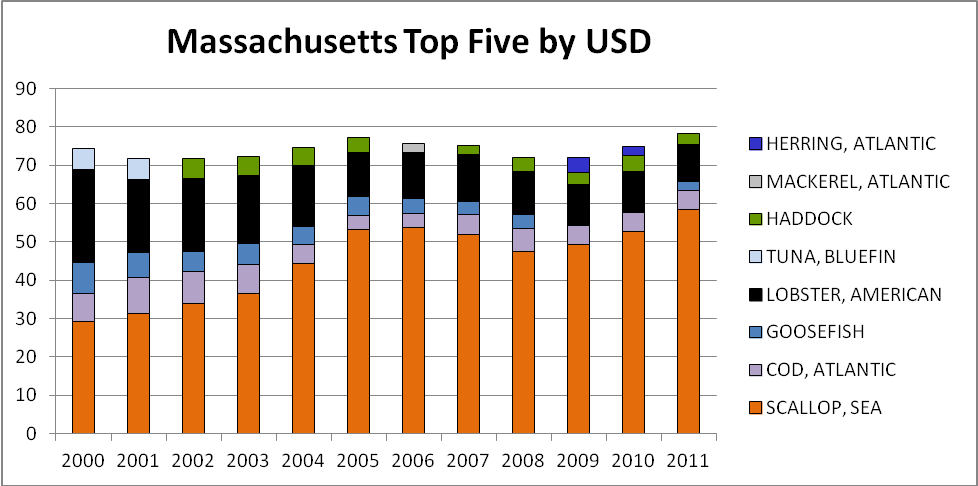 Massachusetts Top Five by USD
90
80
70
60
50
40
30
20
10
0
2000 2001 2002 2003 2004 2005 2006 2007 2008 2009 2010 2011
HERRING, ATLANTIC
MACKEREL, ATLANTIC
HADDOCK
TUNA, BLUEFIN
LOBSTER, AMERICAN
GOOSEFISH
COD, ATLANTIC
SCALLOP, SEA